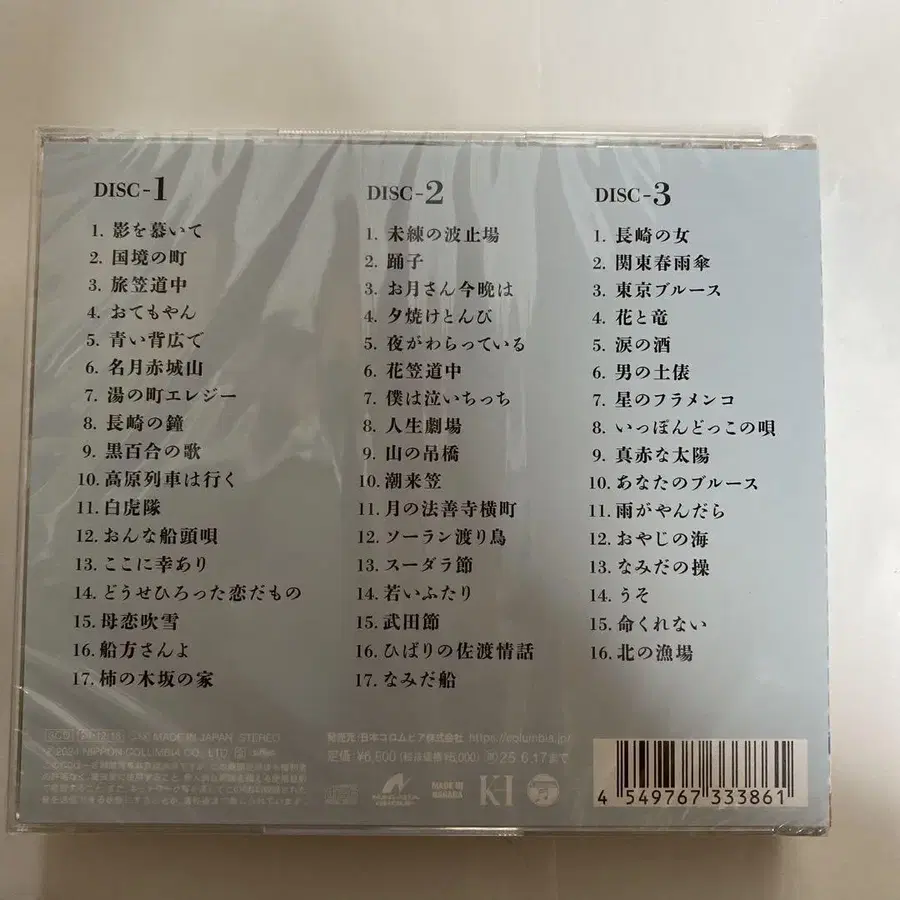 DISC-1
1. 影を慕いて
2. 国境の町
3. 旅笠道中
4. おてもやん
5. 青い背広で
6. 名月赤城山
7. 湯の町エレジー
8. 長崎の鐘
9. 黒百合の歌
10. 高原列車は行く
11. 白虎隊
12. おんな船頭唄
13. ここに幸あり
14. どうせひろった恋だもの
15. 母恋吹雪
16. 船方さんよ
17. 柿の木坂の家
DISC-2
1. 未練の波止場
2. 踊子
3. お月さん今晩は
4. 夕焼けとんび
5. 夜がわらっている
6. 花笠道中
7. 僕は泣いちっち
8. 人生劇場
9. 山の吊橋
10. 潮来笠
11. 月の法善寺横町
12. ソーラン渡り鳥
13. スーダラ節
14. 若いふたり
15. 武田節
16. ひばりの佐渡情話
17. なみだ船
DISC-3
1. 長崎の女
2. 関東春雨傘
3. 東京ブルース
4. 花と竜
5. 涙の酒
6. 男の土俵
7. 星のフラメンコ
8. いっぽんどっこの唄
9. 真赤な太陽
10. あなたのブルース
11. 雨がやんだら
12. おやじの海
13. なみだの操
14. うそ
15. 命くれない
16. 北の漁場
MADE IN JAPAN STEREO
2024 NIPPON COLUMBIA CO., LTD.
発売元:日本コロムビア株式会社 https://columbia.jp/
25.6.17まで
4 549767 333861